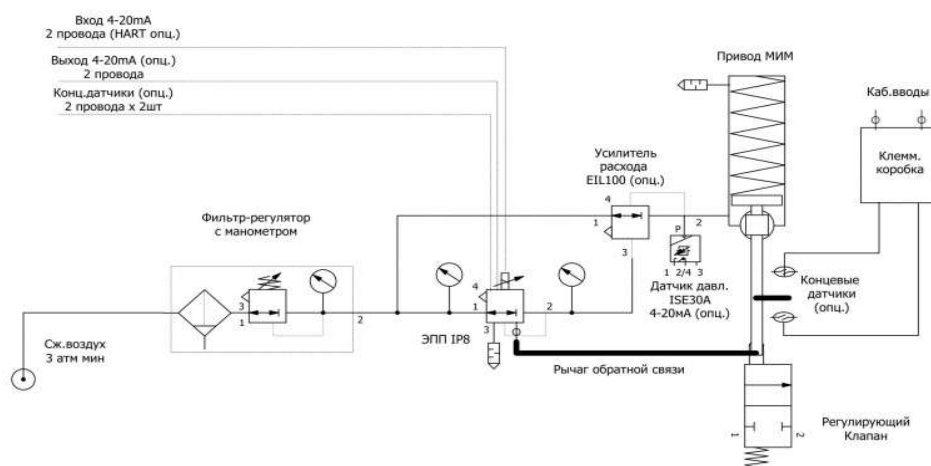 Вход 4-20mA
2 провода (HART опц.)
Выход 4-20mA (опц.)
2 провода
Конц.датчики (опц.)
2 провода x 2шт
Привод МИМ
Каб.вводы
Клемм.
коробка
Усилитель
расхода
EIL100 (опц.)
4
1
2
3
P
1 2/4 3
Датчик давл.
ISE30A
4-20мА (опц.)
Концевые
датчики
(опц.)
Фильтр-регулятор
с манометром
3
1
2
4
1
2
3
ЭПП IP8
Сж.воздух
3 атм мин
Рычаг обратной связи
Регулирующий
Клапан
1
2